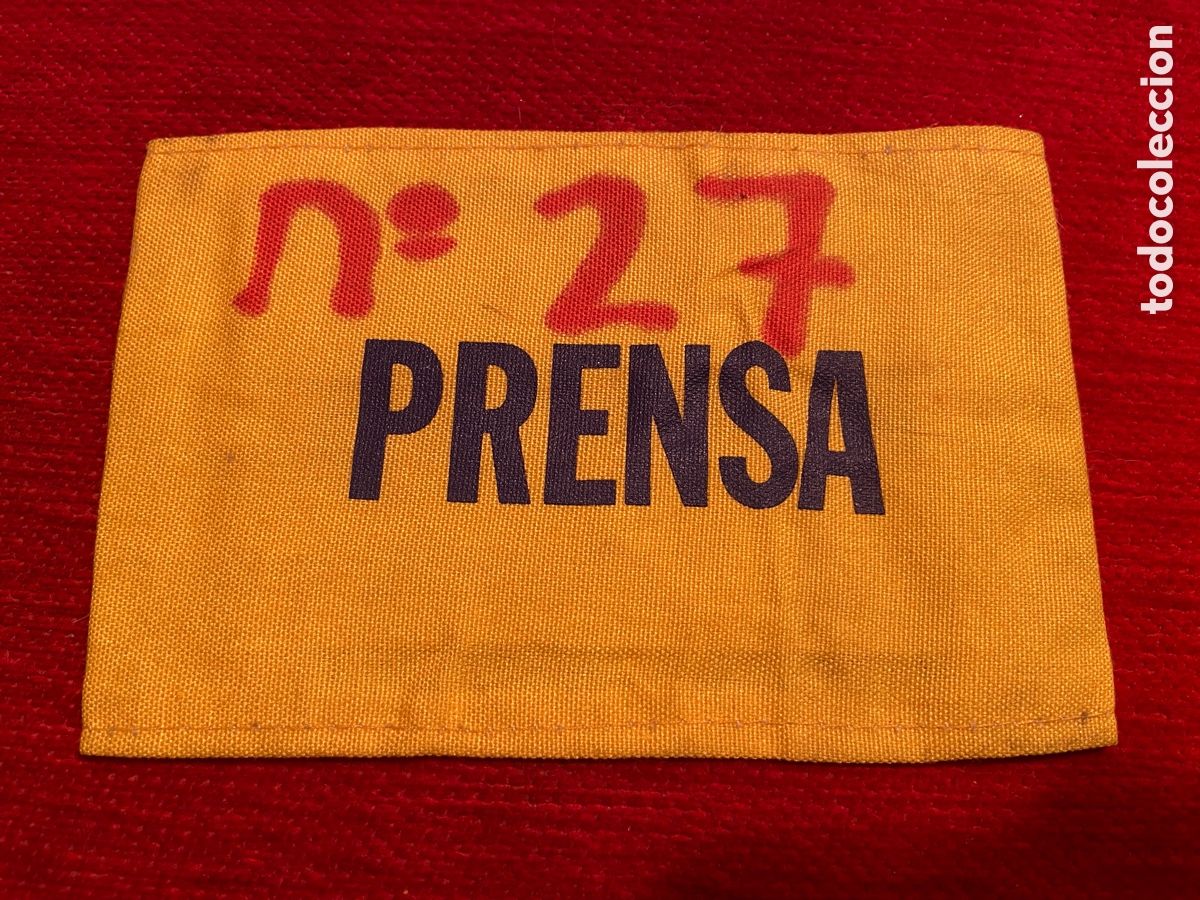 nº 27
PRENSA
todocoleccion